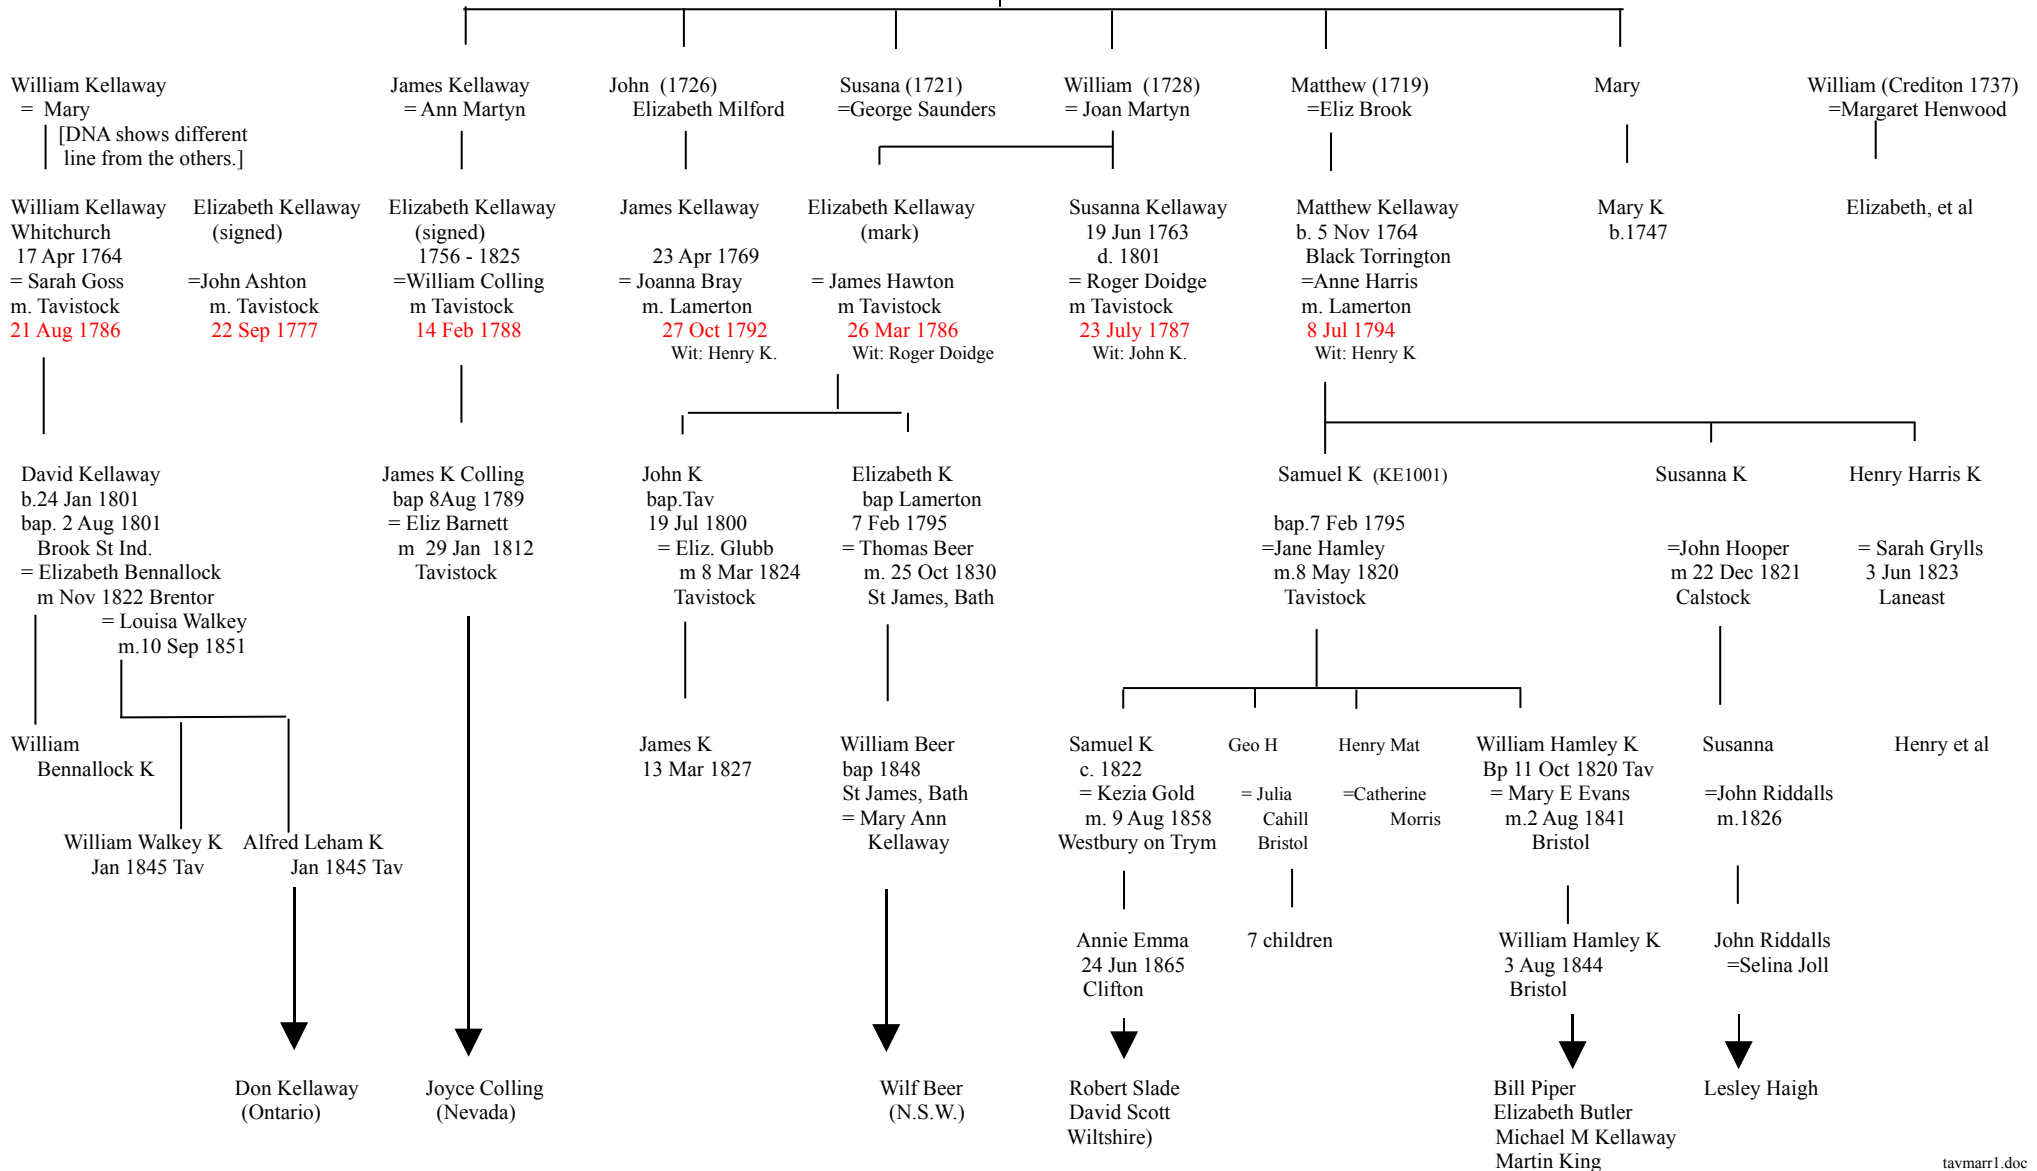 William Kellaway
= Mary
[DNA shows different
line from the others.]
James Kellaway
= Ann Martyn
John (1726)
Elizabeth Milford
Susana (1721)
=George Saunders
William (1728)
= Joan Martyn
Matthew (1719)
=Eliz Brook
Mary
William (Crediton 1737)
=Margaret Henwood
William Kellaway
Whitchurch
17 Apr 1764
= Sarah Goss
m. Tavistock
21 Aug 1786
Elizabeth Kellaway
(signed)
=John Ashton
m. Tavistock
22 Sep 1777
Elizabeth Kellaway
(signed)
1756 - 1825
=William Colling
m Tavistock
14 Feb 1788
James Kellaway
23 Apr 1769
= Joanna Bray
m. Lamerton
27 Oct 1792
Wit: Henry K.
Elizabeth Kellaway
(mark)
= James Hawton
m Tavistock
26 Mar 1786
Wit: Roger Doidge
Susanna Kellaway
19 Jun 1763
d. 1801
= Roger Doidge
m Tavistock
23 July 1787
Wit: John K.
Matthew Kellaway
b. 5 Nov 1764
Black Torrington
=Anne Harris
m. Lamerton
8 Jul 1794
Wit: Henry K
Mary K
b.1747
Elizabeth, et al
David Kellaway
b.24 Jan 1801
bap. 2 Aug 1801
Brook St Ind.
= Elizabeth Bennallock
m Nov 1822 Brentor
= Louisa Walkey
m.10 Sep 1851
James K Colling
bap 8Aug 1789
= Eliz Barnett
m 29 Jan 1812
Tavistock
John K
bap.Tav
19 Jul 1800
= Eliz. Glubb
m 8 Mar 1824
Tavistock
Elizabeth K
bap Lamerton
7 Feb 1795
= Thomas Beer
m. 25 Oct 1830
St James, Bath
Samuel K (KE1001)
bap.7 Feb 1795
=Jane Hamley
m.8 May 1820
Tavistock
Susanna K
=John Hooper
m 22 Dec 1821
Calstock
Henry Harris K
= Sarah Grylls
3 Jun 1823
Laneast
William
Bennallock K
William Walkey K
Jan 1845 Tav
Alfred Leham K
Jan 1845 Tav
James K
13 Mar 1827
William Beer
bap 1848
St James, Bath
= Mary Ann
Kellaway
Samuel K
c. 1822
= Kezia Gold
m. 9 Aug 1858
Westbury on Trym
Geo H
= Julia
Cahill
Bristol
Henry Mat
=Catherine
Morris
William Hamley K
Bp 11 Oct 1820 Tav
= Mary E Evans
m.2 Aug 1841
Bristol
Susanna
=John Riddalls
m.1826
Henry et al
Annie Emma
24 Jun 1865
Clifton
7 children
William Hamley K
3 Aug 1844
Bristol
John Riddalls
=Selina Joll
Don Kellaway
(Ontario)
Joyce Colling
(Nevada)
Wilf Beer
(N.S.W.)
Robert Slade
David Scott
Wiltshire)
Bill Piper
Elizabeth Butler
Michael M Kellaway
Martin King
Lesley Haigh
tavmarr1.doc